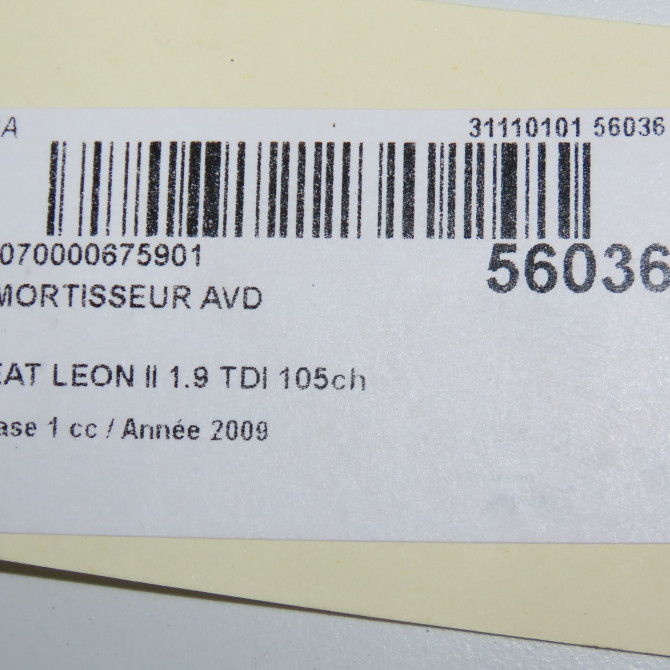 A 31110101 56036
070000675901 56036
MORTISSEUR AVD
EAT LEON II 1.9 TDI 105ch
ase 1 cc / Année 2009